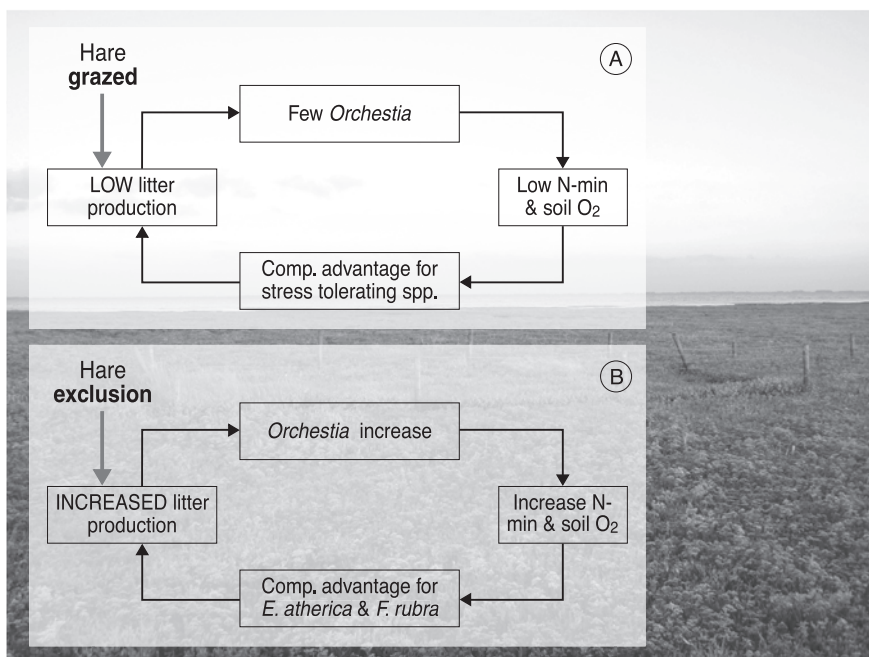 A
Hare
grazed
Few Orchestia
LOW litter
production
Low N-min
& soil O₂
Comp. advantage for
stress tolerating spp.
B
Hare
exclusion
Orchestia increase
INCREASED litter
production
Increase N-
min & soil O₂
Comp. advantage for
E. atherica & F. rubra